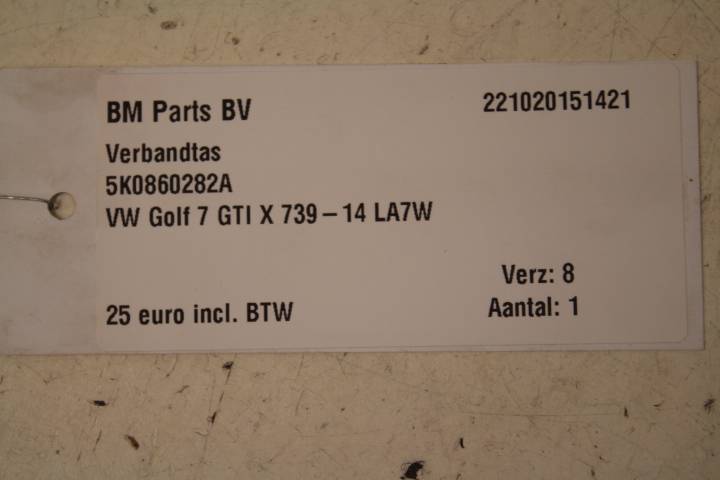 BM Parts BV 221020151421
Verbandtas
5K0860282A
VW Golf 7 GTI X 739 – 14 LA7W
Verz: 8
25 euro incl. BTW Aantal: 1